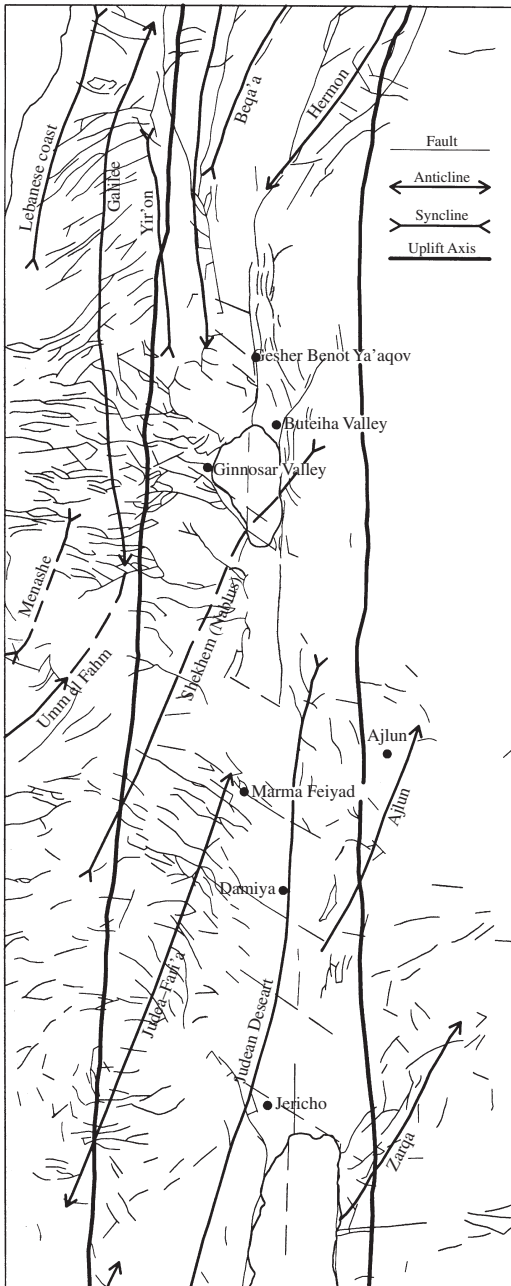 Lebanese coast
Galilee
Yir'on
Beqa'a
Hermon
Fault
Anticline
Syncline
Uplift Axis
Gesher Benot Ya'aqov
Buteiha Valley
Ginnosar Valley
Menashe
Umm el Fahm
Shekhem (Nablus)
Ajlun
Marma Feiyad
Ajlun
Damiya
Judea–Fari'a
Judean Deseart
Jericho
Zarqa